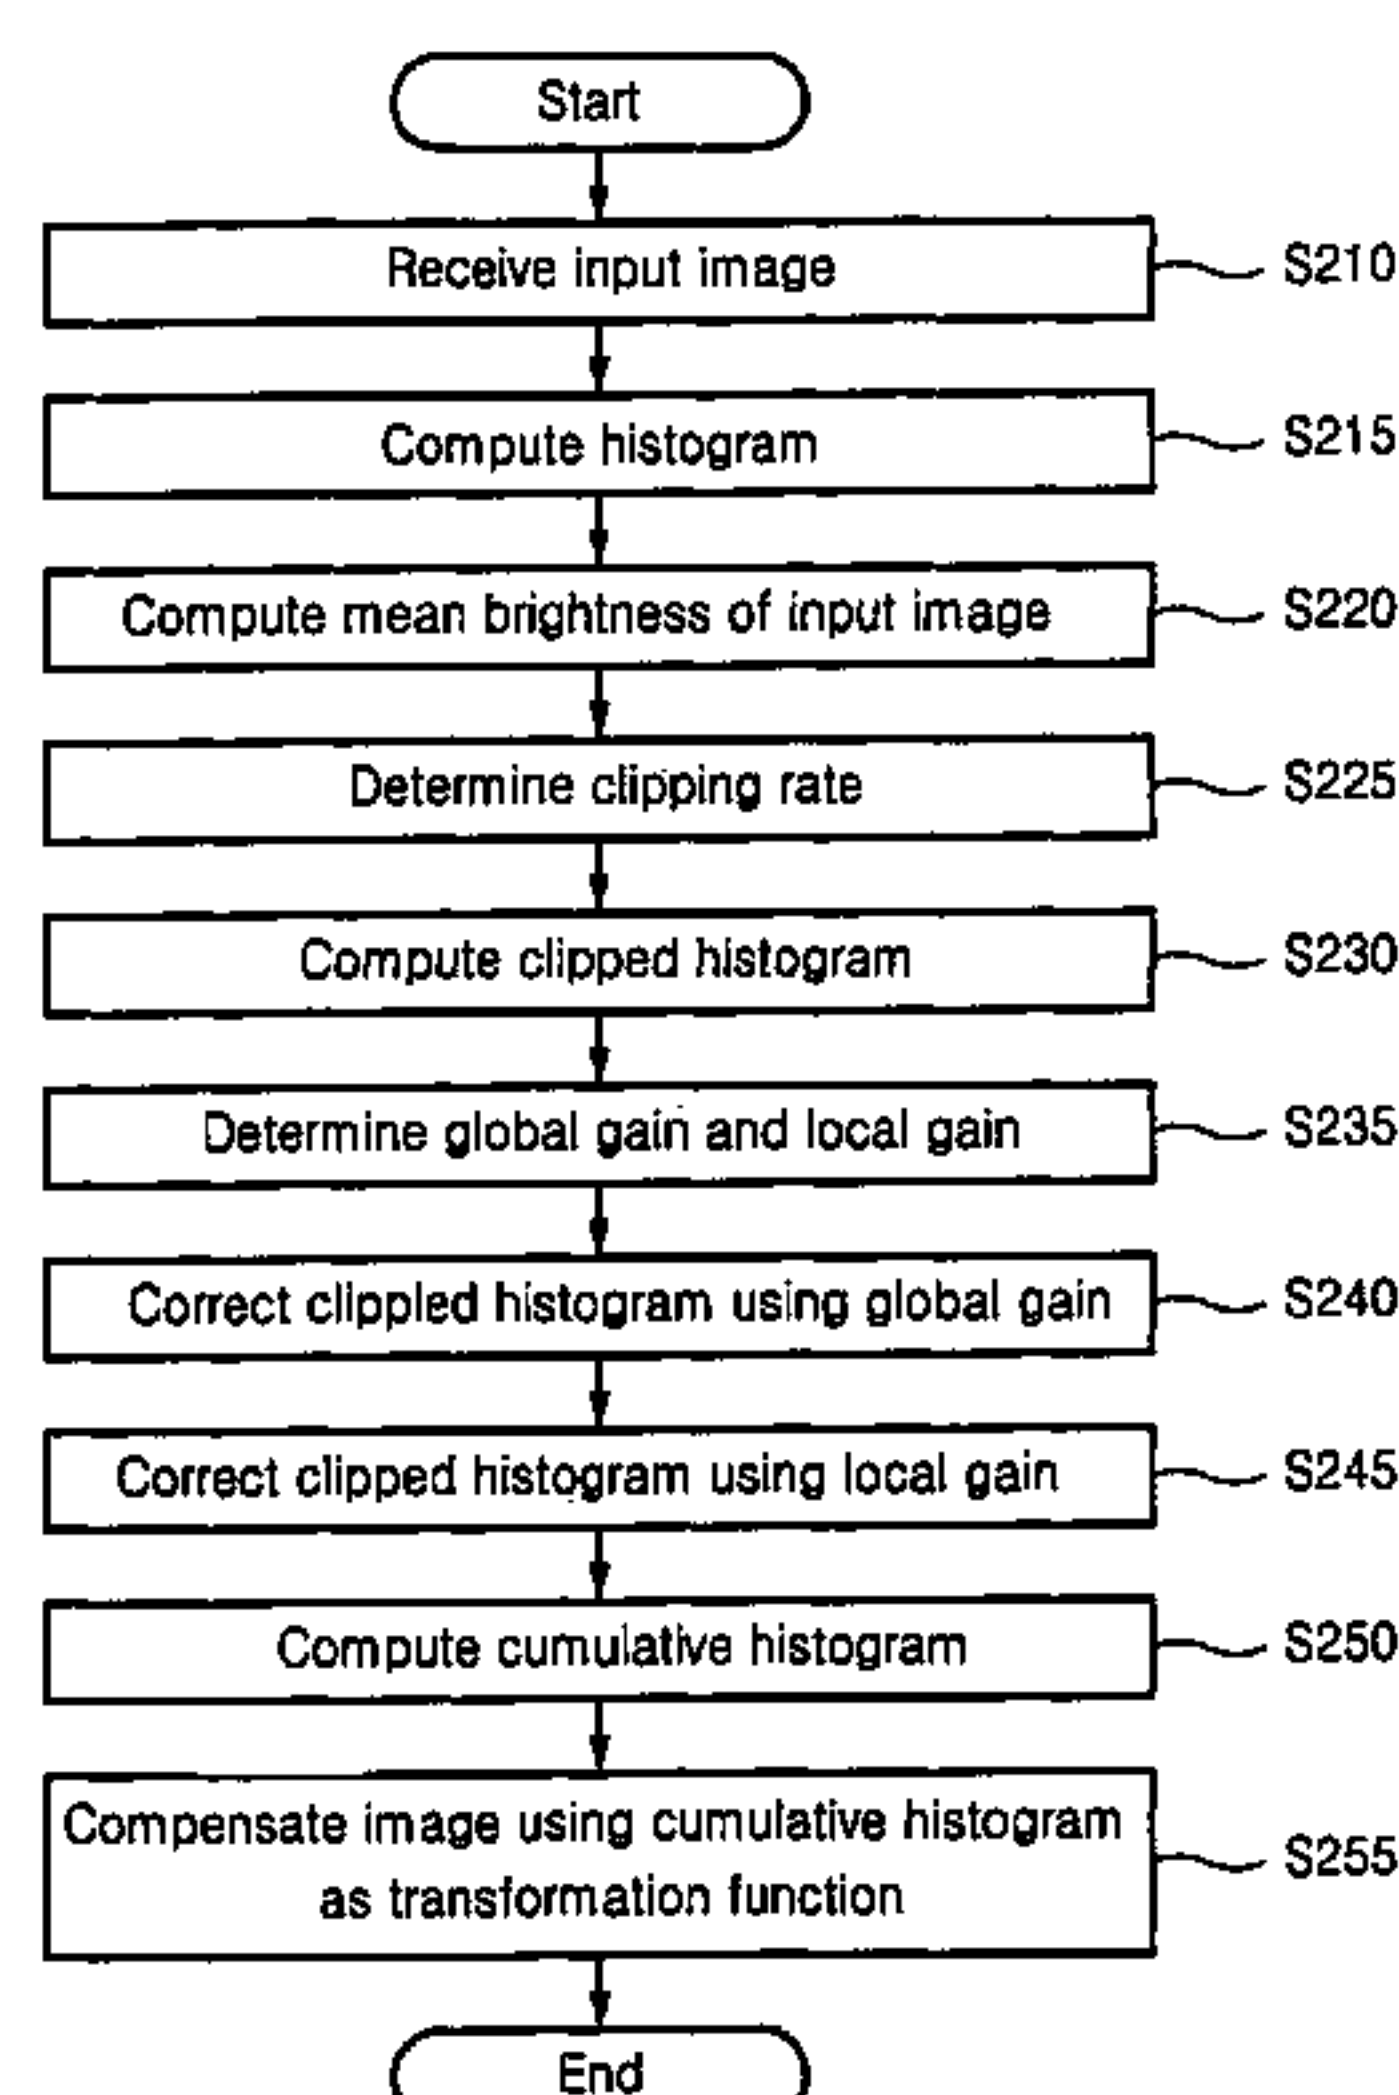 Start
Receive input image
S210
Compute histogram
S215
Compute mean brightness of input image
S220
Determine clipping rate
S225
Compute clipped histogram
S230
Determine global gain and local gain
S235
Correct clippled histogram using global gain
S240
Correct clipped histogram using local gain
S245
Compute cumulative histogram
S250
Compensate image using cumulative histogram
as transformation function
S255
End